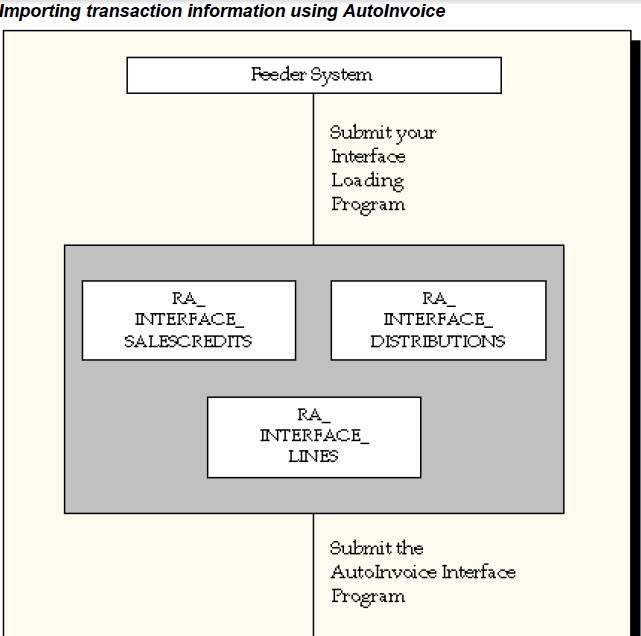 Importing transaction information using AutoInvoice
Feeder System
Submit your
Interface
Loading
Program
RA_
INTERFACE_
SALESCREDITS
RA_
INTERFACE_
DISTRIBUTIONS
RA_
INTERFACE_
LINES
Submit the
AutoInvoice Interface
Program